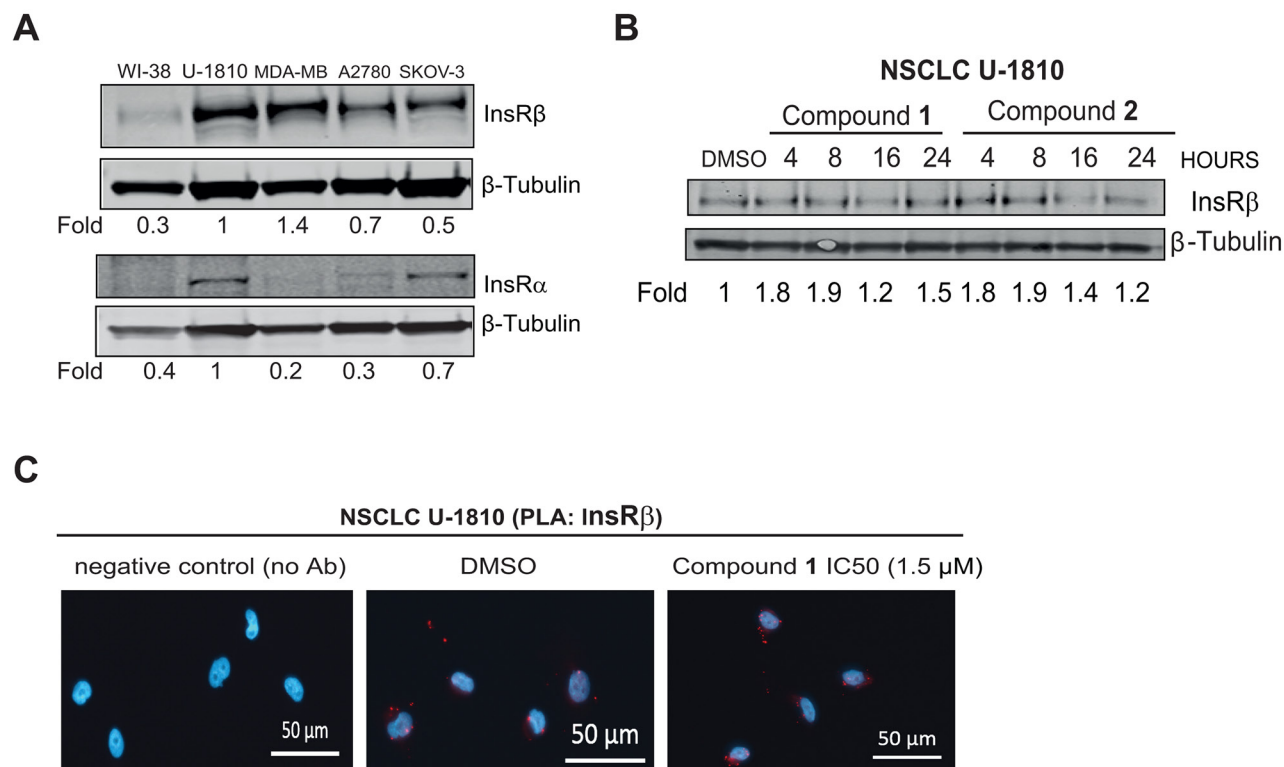 A
WI-38 U-1810 MDA-MB A2780 SKOV-3
InsRβ
β-Tubulin
Fold 0.3 1 1.4 0.7 0.5
InsRα
β-Tubulin
Fold 0.4 1 0.2 0.3 0.7
B
NSCLC U-1810
Compound 1 Compound 2
DMSO 4 8 16 24 4 8 16 24 HOURS
InsRβ
β-Tubulin
Fold 1 1.8 1.9 1.2 1.5 1.8 1.9 1.4 1.2
C
NSCLC U-1810 (PLA: InsRβ)
negative control (no Ab) DMSO Compound 1 IC50 (1.5 µM)
50 µm 50 µm 50 µm